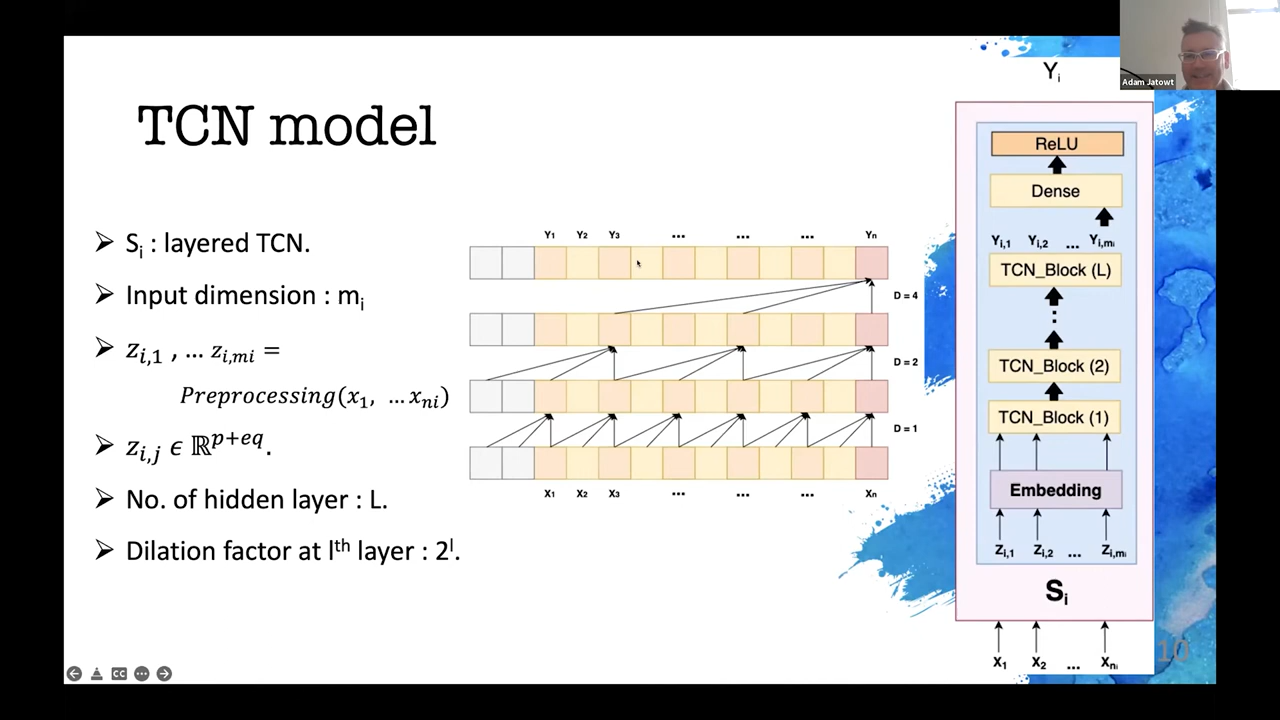 Adam Jatowt
TCN model
➢ Sᵢ : layered TCN.
➢ Input dimension : mᵢ
➢ 𝑧ᵢ,₁ , … 𝑧ᵢ,ₘᵢ =
𝑃𝑟𝑒𝑝𝑟𝑜𝑐𝑒𝑠𝑠𝑖𝑛𝑔(𝑥₁, …𝑥ₙᵢ)
➢ 𝑧ᵢ,ⱼ ϵ ℝᵖ⁺ᵉ𐞥.
➢ No. of hidden layer : L.
➢ Dilation factor at lᵗʰ layer : 2ˡ.
Y₁ Y₂ Y₃ ... ... ... Yₙ
D = 4
D = 2
D = 1
X₁ X₂ X₃ ... ... ... Xₙ
Yᵢ
ReLU
Dense
Yᵢ,₁ Yᵢ,₂ ... Yᵢ,ₘᵢ
TCN_Block (L)
⋮
TCN_Block (2)
TCN_Block (1)
Embedding
Zᵢ,₁ Zᵢ,₂ ... Zᵢ,ₘᵢ
Sᵢ
X₁ X₂ ... Xₙᵢ
10
CC